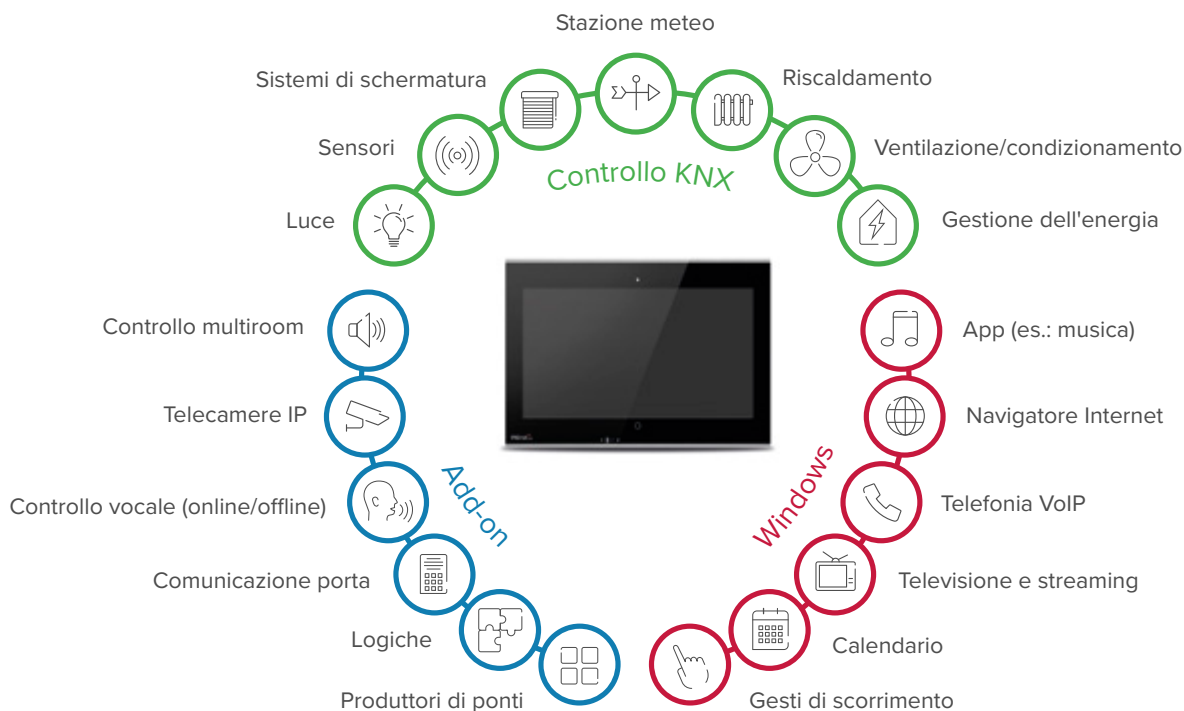 Stazione meteo
Sistemi di schermatura
Riscaldamento
Sensori
Ventilazione/condizionamento
Controllo KNX
Luce
Gestione dell'energia
Controllo multiroom
App (es.: musica)
Telecamere IP
Navigatore Internet
Add-on
Windows
Controllo vocale (online/offline)
Telefonia VoIP
Comunicazione porta
Televisione e streaming
Logiche
Calendario
Produttori di ponti
Gesti di scorrimento